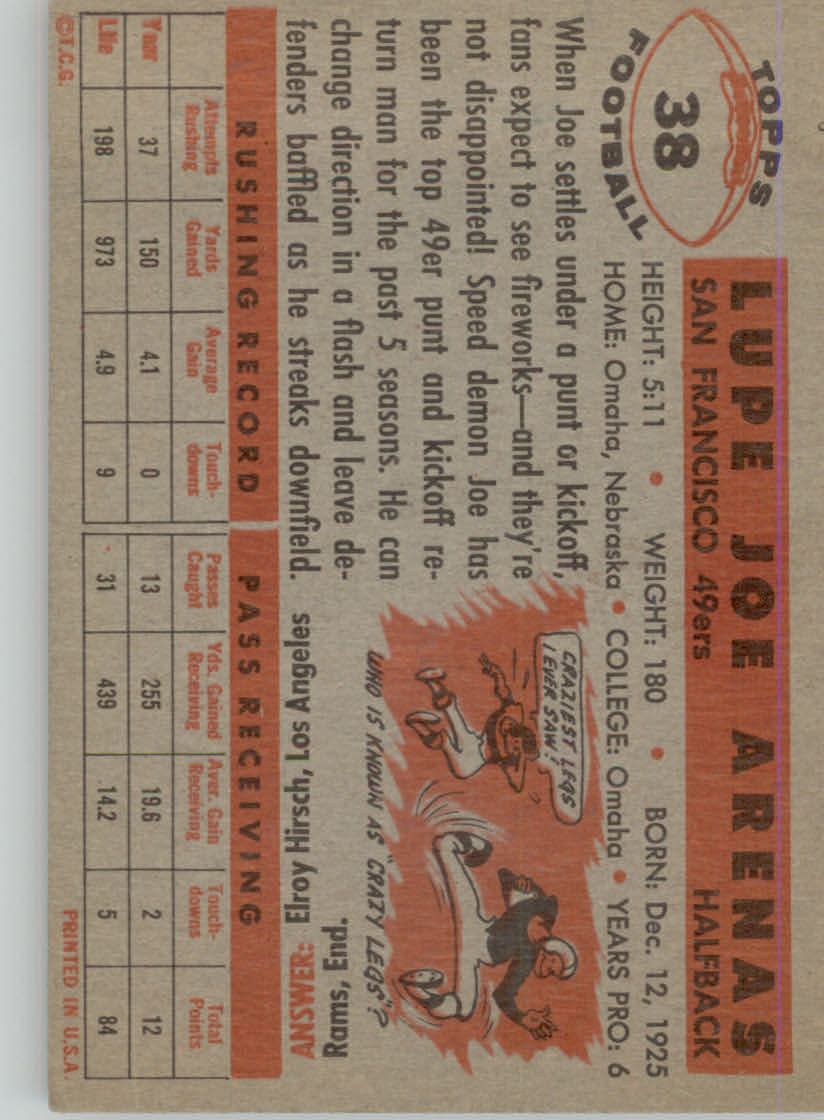 TOPPS
38
FOOTBALL
LUPE JOE ARENAS
SAN FRANCISCO 49ers HALFBACK
HEIGHT: 5:11 • WEIGHT: 180 • BORN: Dec. 12, 1925
HOME: Omaha, Nebraska • COLLEGE: Omaha • YEARS PRO: 6
When Joe settles under a punt or kickoff,
fans expect to see fireworks—and they're
not disappointed! Speed demon Joe has
been the top 49er punt and kickoff re-
turn man for the past 5 seasons. He can
change direction in a flash and leave de-
fenders baffled as he streaks downfield.
CRAZIEST LEGS
I EVER SAW!
WHO IS KNOWN AS "CRAZY LEGS"?
ANSWER: Elroy Hirsch, Los Angeles
Rams, End.
RUSHING RECORD PASS RECEIVING
Attempts Rushing Yards Gained Average Gain Touch-downs Passes Caught Yds. Gained Receiving Aver. Gain Receiving Touch-downs Total Points
Year 37 150 4.1 0 13 255 19.6 2 12
Life 198 973 4.9 9 31 439 14.2 5 84
©T.C.G. PRINTED IN U.S.A.